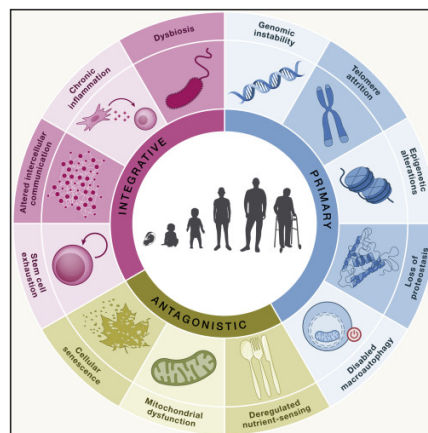 Dysbiosis
Genomic
instability
Telomere
attrition
Epigenetic
alterations
Loss of
proteostasis
Disabled
macroautophagy
Deregulated
nutrient-sensing
Mitochondrial
dysfunction
Cellular
senescence
Stem cell
exhaustion
Altered intercellular
communication
Chronic
inflammation
INTEGRATIVE
PRIMARY
ANTAGONISTIC